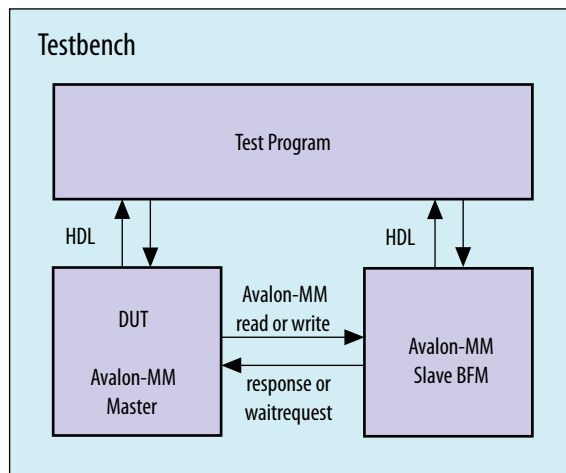 Testbench
Test Program
HDL
HDL
DUT
Avalon-MM
Master
Avalon-MM
read or write
response or
waitrequest
Avalon-MM
Slave BFM